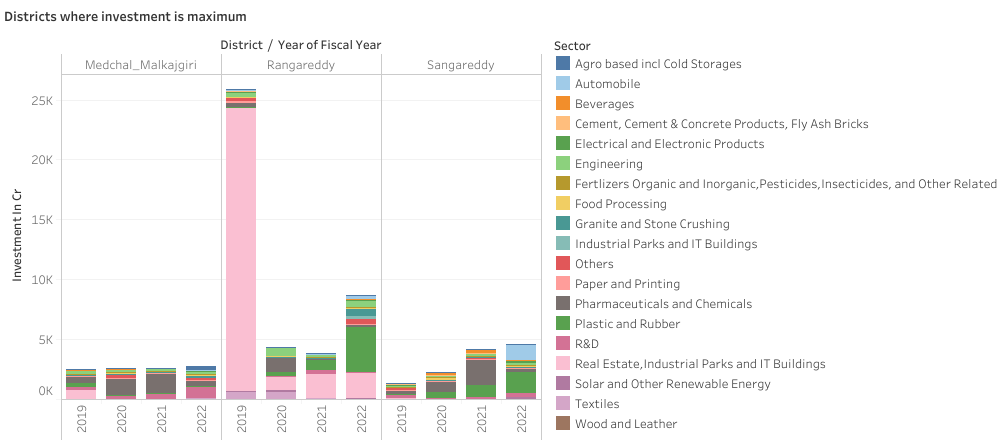 Districts where investment is maximum
District / Year of Fiscal Year
Medchal_Malkajgiri
Rangareddy
Sangareddy
Investment In Cr
25K
20K
15K
10K
5K
0K
2019
2020
2021
2022
2019
2020
2021
2022
2019
2020
2021
2022
Sector
Agro based incl Cold Storages
Automobile
Beverages
Cement, Cement & Concrete Products, Fly Ash Bricks
Electrical and Electronic Products
Engineering
Fertlizers Organic and Inorganic,Pesticides,Insecticides, and Other Related
Food Processing
Granite and Stone Crushing
Industrial Parks and IT Buildings
Others
Paper and Printing
Pharmaceuticals and Chemicals
Plastic and Rubber
R&D
Real Estate,Industrial Parks and IT Buildings
Solar and Other Renewable Energy
Textiles
Wood and Leather